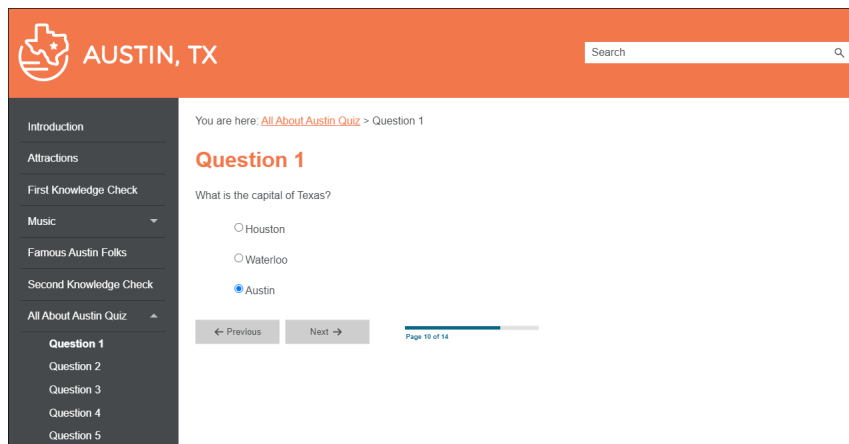 AUSTIN, TX
Search
Introduction
Attractions
First Knowledge Check
Music
Famous Austin Folks
Second Knowledge Check
All About Austin Quiz
Question 1
Question 2
Question 3
Question 4
Question 5
You are here: All About Austin Quiz > Question 1
Question 1
What is the capital of Texas?
Houston
Waterloo
Austin
← Previous
Next →
Page 10 of 14